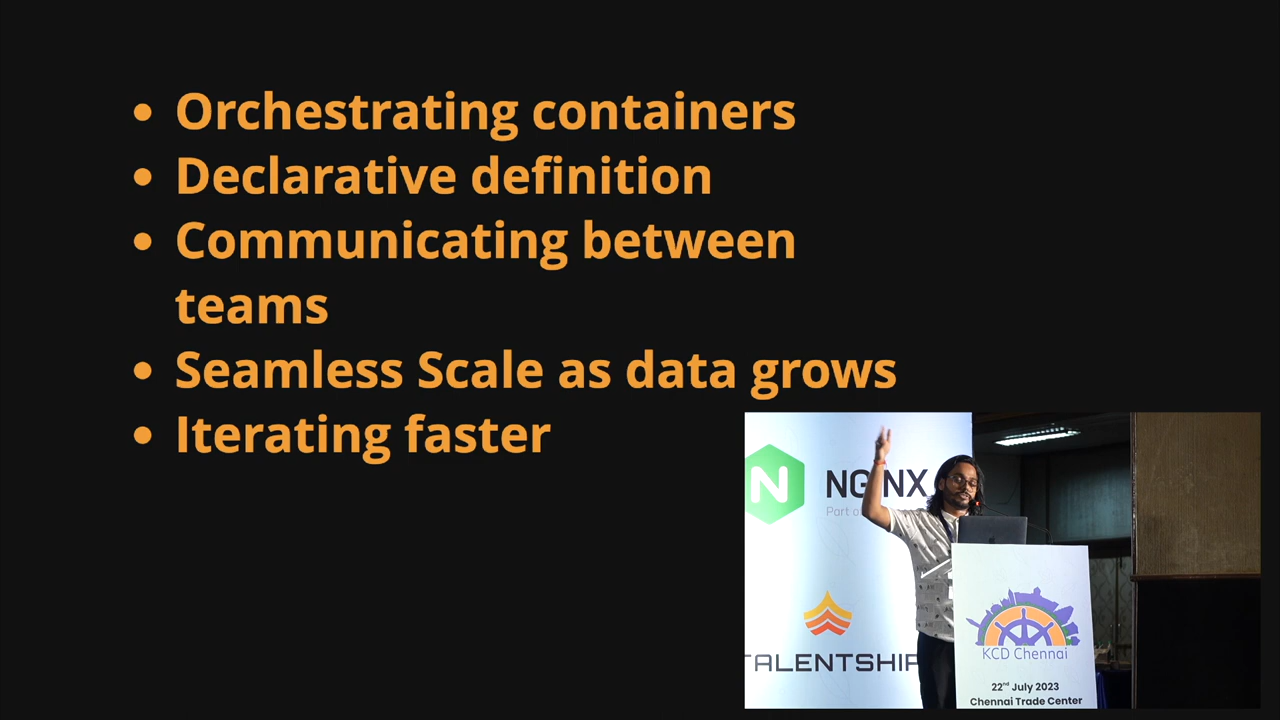 • Orchestrating containers
• Declarative definition
• Communicating between
teams
• Seamless Scale as data grows
• Iterating faster
N NGINX
Part of
TALENTSHIP
KCD Chennai
22nd July 2023
Chennai Trade Center